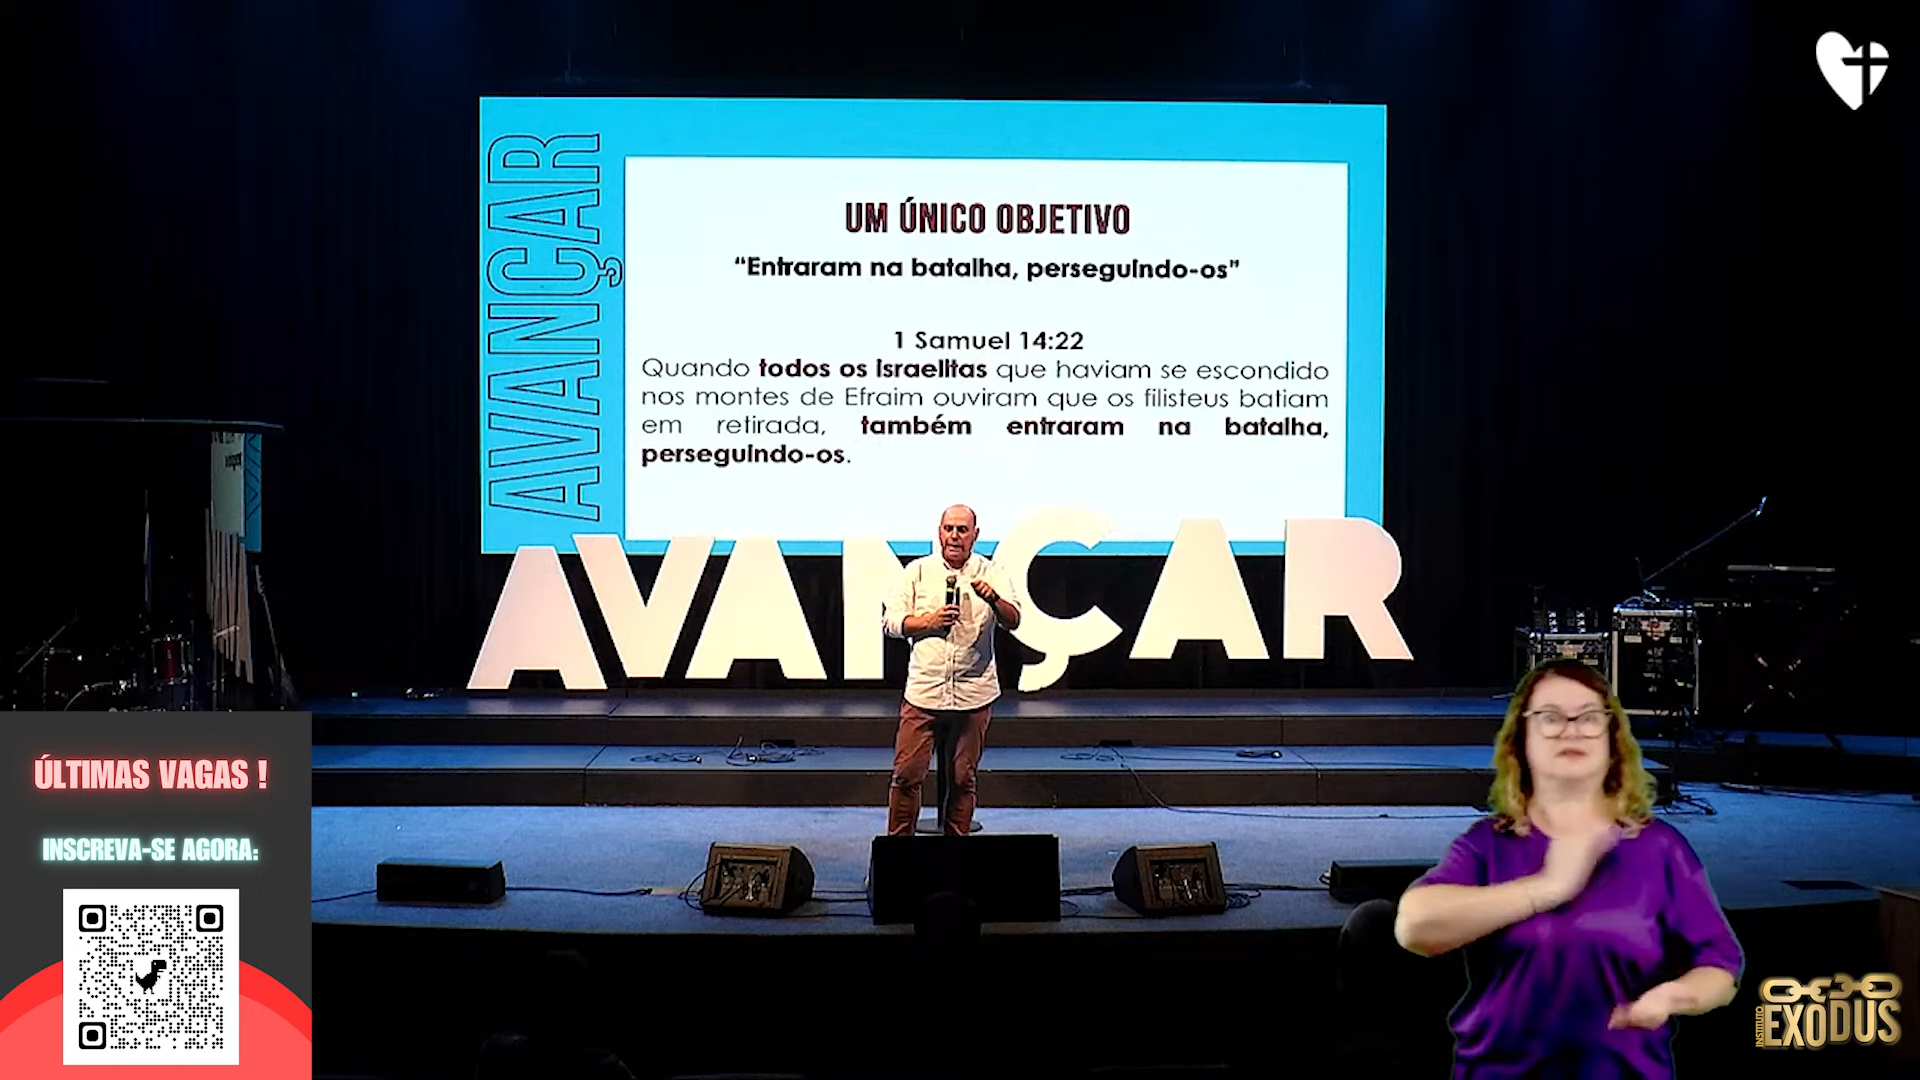 AVANÇAR
UM ÚNICO OBJETIVO
“Entraram na batalha, perseguindo-os”
1 Samuel 14:22
Quando todos os israelitas que haviam se escondido
nos montes de Efraim ouviram que os filisteus batiam
em retirada, também entraram na batalha,
perseguindo-os.
AVANÇAR
ÚLTIMAS VAGAS !
INSCREVA-SE AGORA:
INSTITUTO
EXODUS